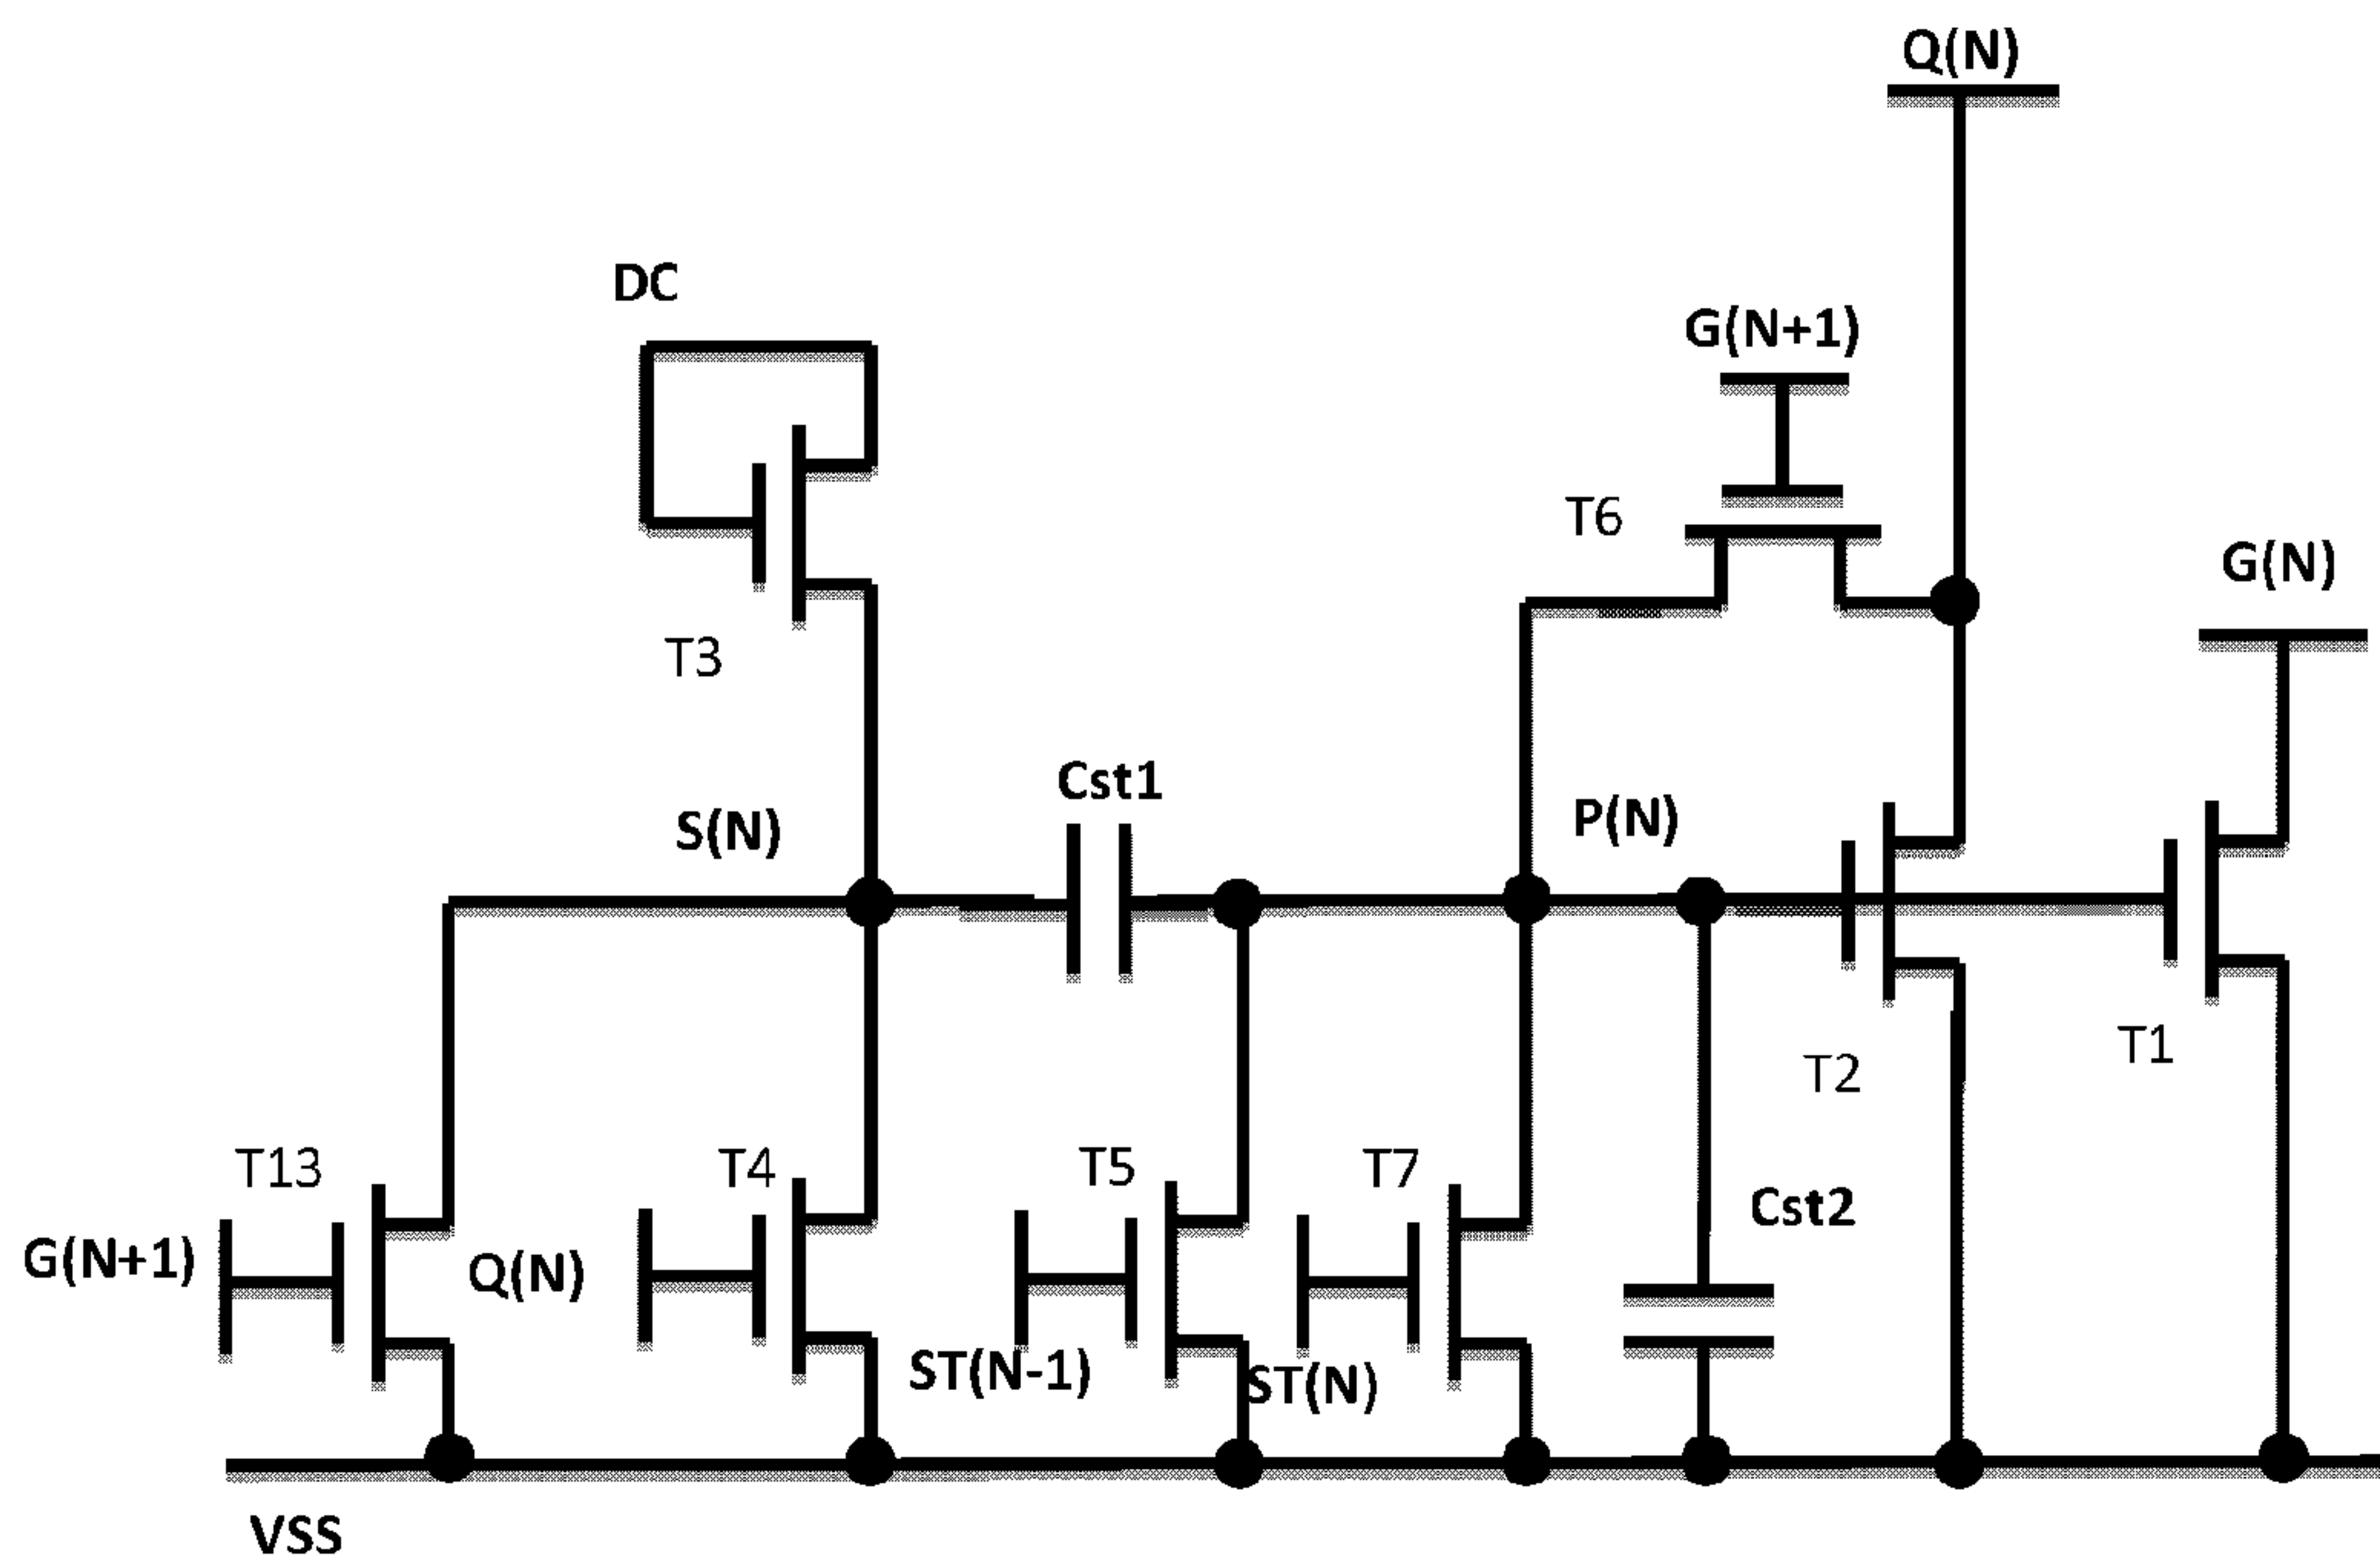 Q(N)
DC
G(N+1)
T6
G(N)
T3
Cst1
S(N)
P(N)
T1
T2
T13
T4
T5
T7
Cst2
G(N+1)
Q(N)
ST(N-1)
ST(N)
VSS